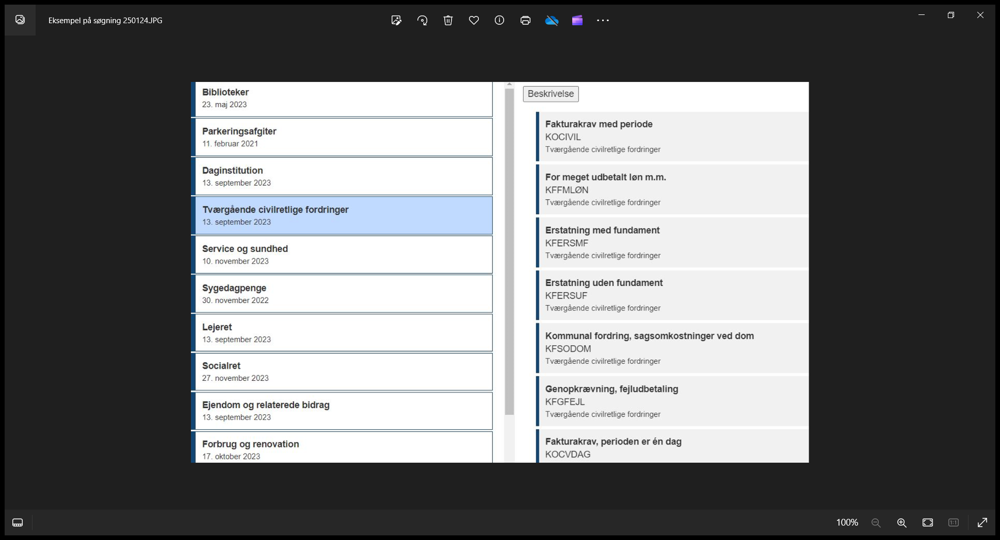 Eksempel på søgning 250124.JPG
Biblioteker
23. maj 2023
Parkeringsafgiter
11. februar 2021
Daginstitution
13. september 2023
Tværgående civilretlige fordringer
13. september 2023
Service og sundhed
10. november 2023
Sygedagpenge
30. november 2022
Lejeret
13. september 2023
Socialret
27. november 2023
Ejendom og relaterede bidrag
13. september 2023
Forbrug og renovation
17. oktober 2023
Beskrivelse
Fakturakrav med periode
KOCIVIL
Tværgående civilretlige fordringer
For meget udbetalt løn m.m.
KFFMLØN
Tværgående civilretlige fordringer
Erstatning med fundament
KFERSMF
Tværgående civilretlige fordringer
Erstatning uden fundament
KFERSUF
Tværgående civilretlige fordringer
Kommunal fordring, sagsomkostninger ved dom
KFSODOM
Tværgående civilretlige fordringer
Genopkrævning, fejludbetaling
KFGFEJL
Tværgående civilretlige fordringer
Fakturakrav, perioden er én dag
KOCVDAG
100%
1:1